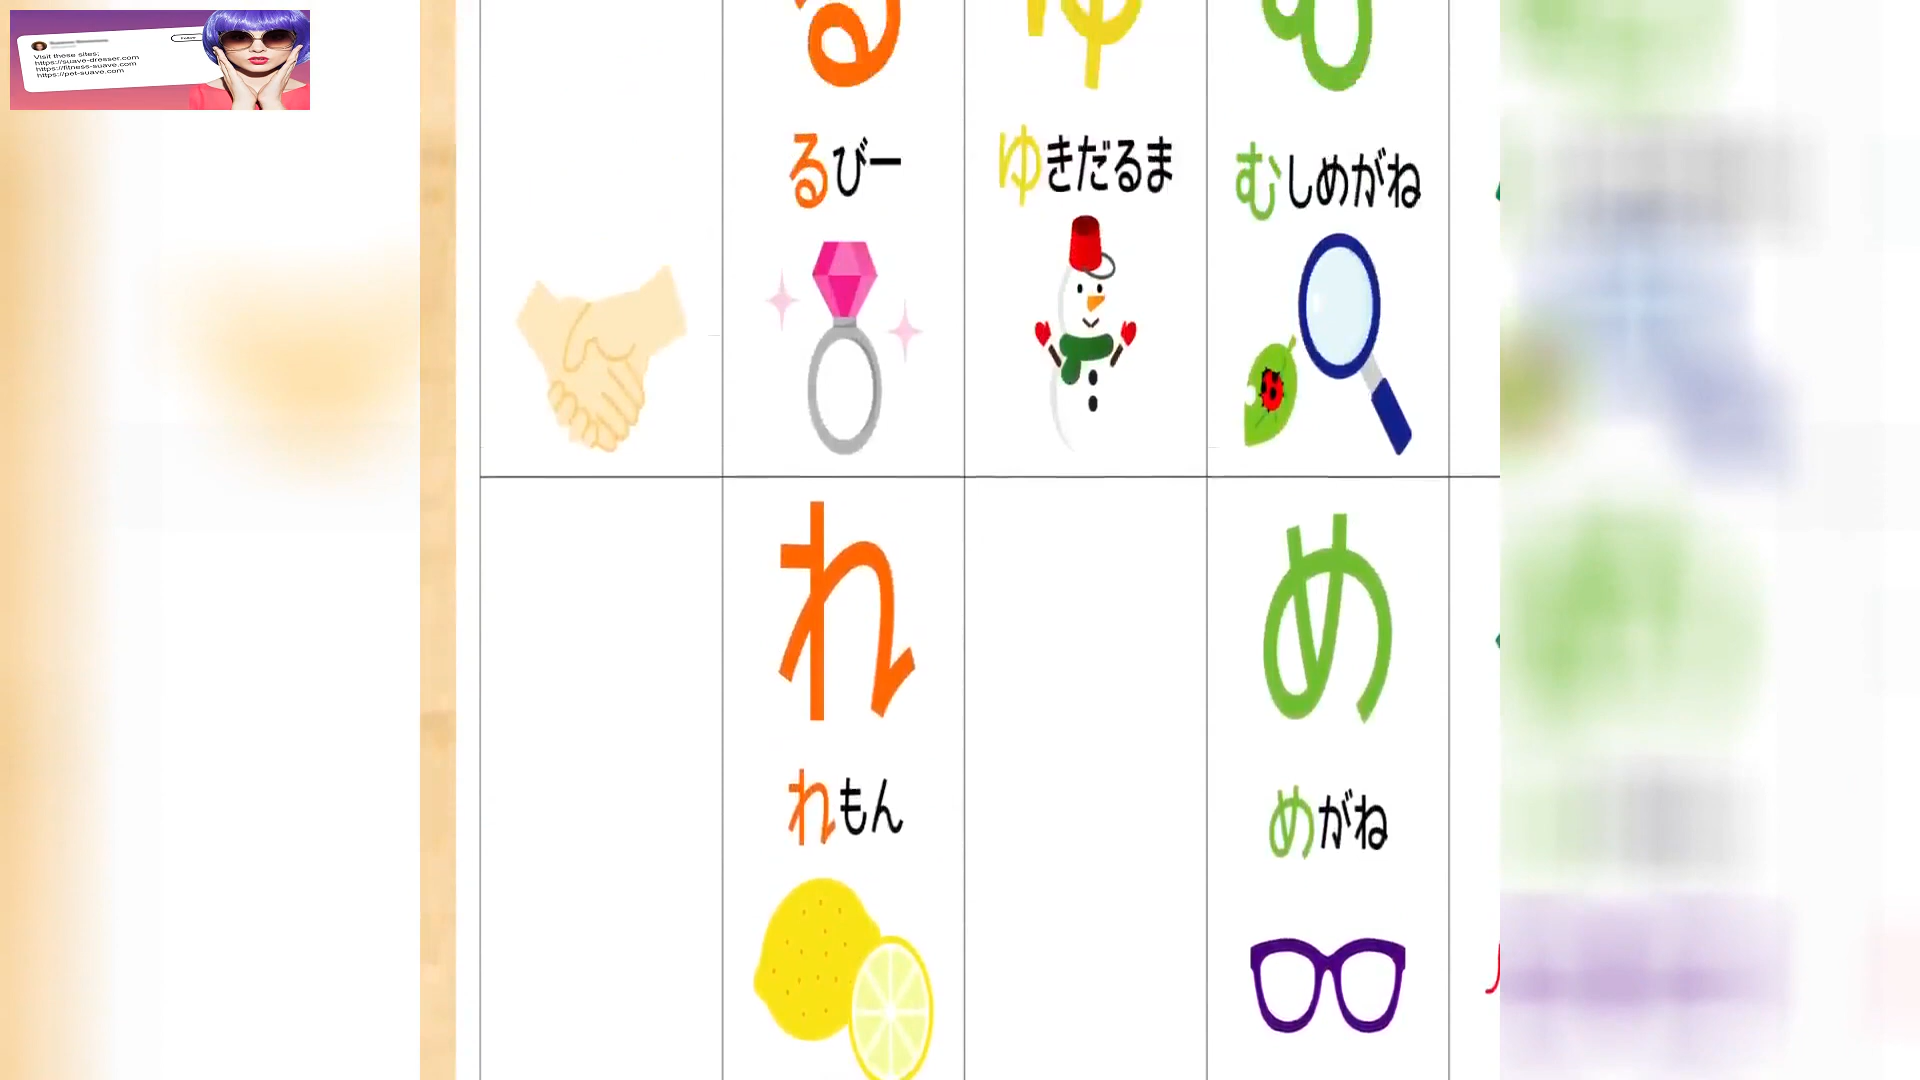 Visit these sites:
https://suave-dresser.com
https://fitness-suave.com
https://pet-suave.com
る ゆ む
るびー
ゆきだるま
むしめがね
れ め
れもん
めがね